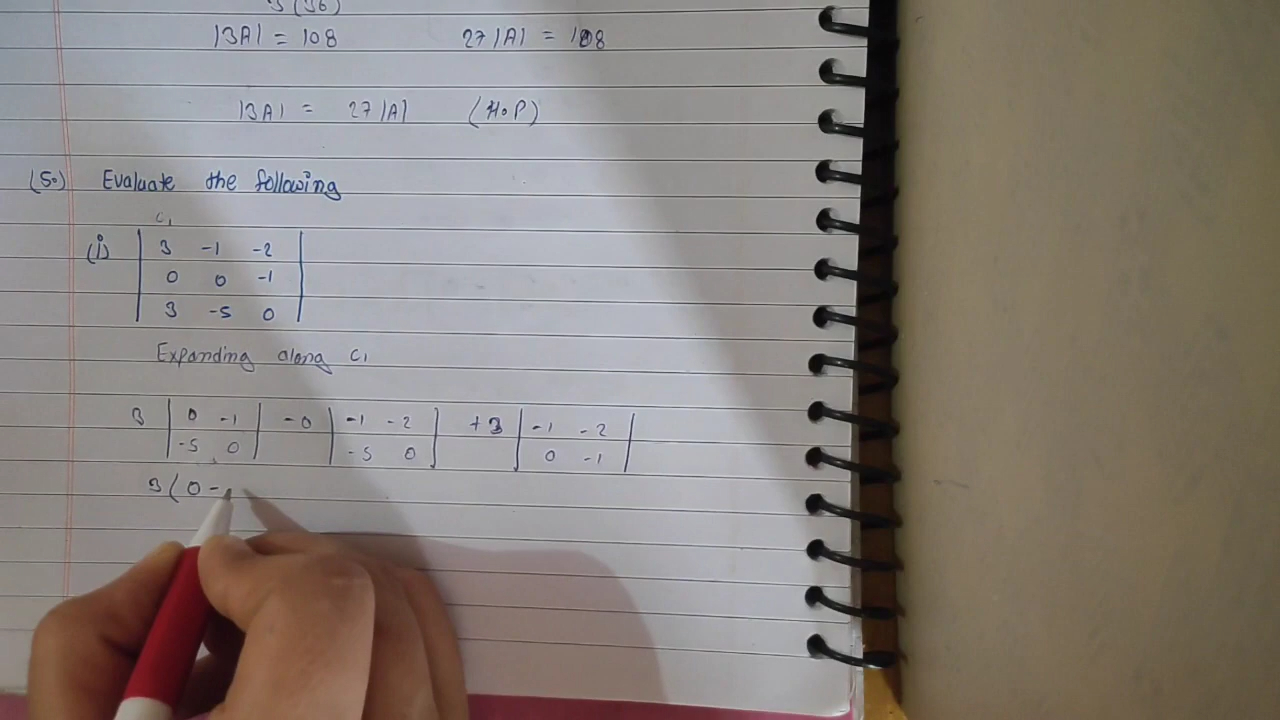 |3A| = 108 27|A| = 108
|3A| = 27|A| (H.P)
(5.) Evaluate the following
C₁
(i) | 3 -1 -2 |
| 0 0 -1 |
| 3 -5 0 |
Expanding along C₁
3 | 0 -1 | -0 | -1 -2 | +3 | -1 -2 |
| -5 0 | | -5 0 | | 0 -1 |
3 ( 0 -